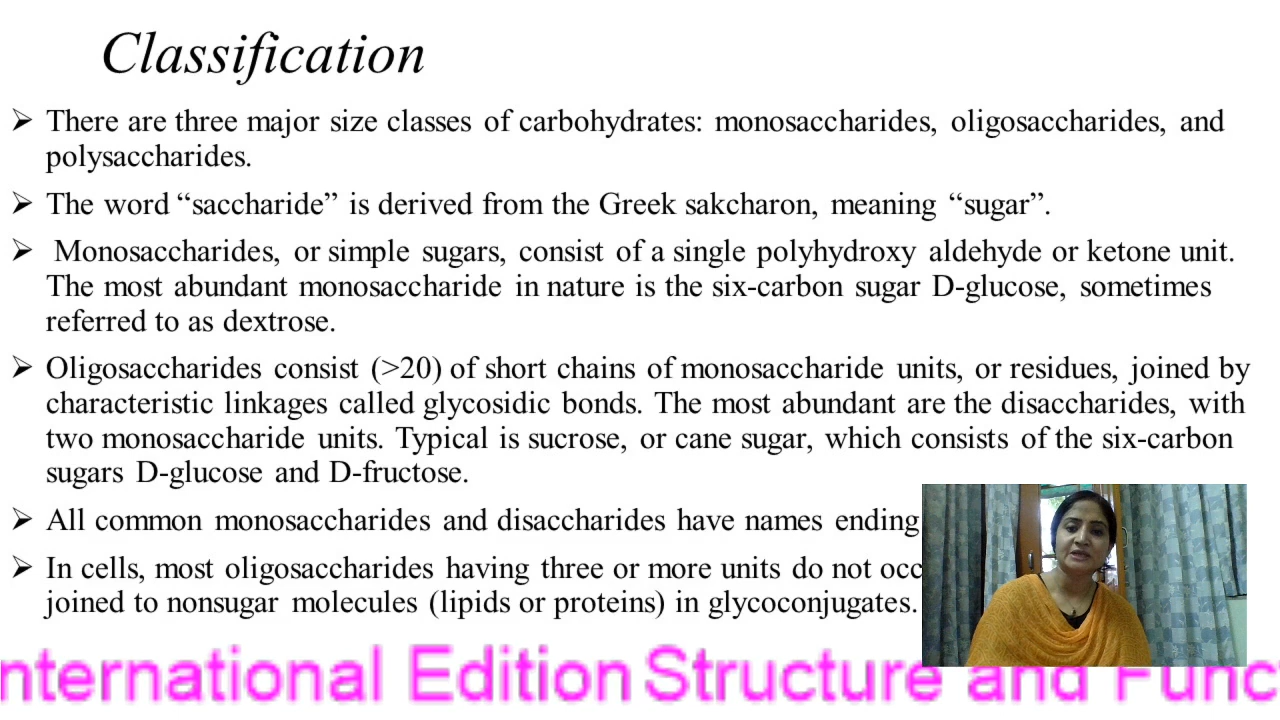 Classification
➢ There are three major size classes of carbohydrates: monosaccharides, oligosaccharides, and
polysaccharides.
➢ The word “saccharide” is derived from the Greek sakcharon, meaning “sugar”.
➢ Monosaccharides, or simple sugars, consist of a single polyhydroxy aldehyde or ketone unit.
The most abundant monosaccharide in nature is the six-carbon sugar D-glucose, sometimes
referred to as dextrose.
➢ Oligosaccharides consist (>20) of short chains of monosaccharide units, or residues, joined by
characteristic linkages called glycosidic bonds. The most abundant are the disaccharides, with
two monosaccharide units. Typical is sucrose, or cane sugar, which consists of the six-carbon
sugars D-glucose and D-fructose.
➢ All common monosaccharides and disaccharides have names ending
➢ In cells, most oligosaccharides having three or more units do not occ
joined to nonsugar molecules (lipids or proteins) in glycoconjugates.
nternational Edition Structure and Func